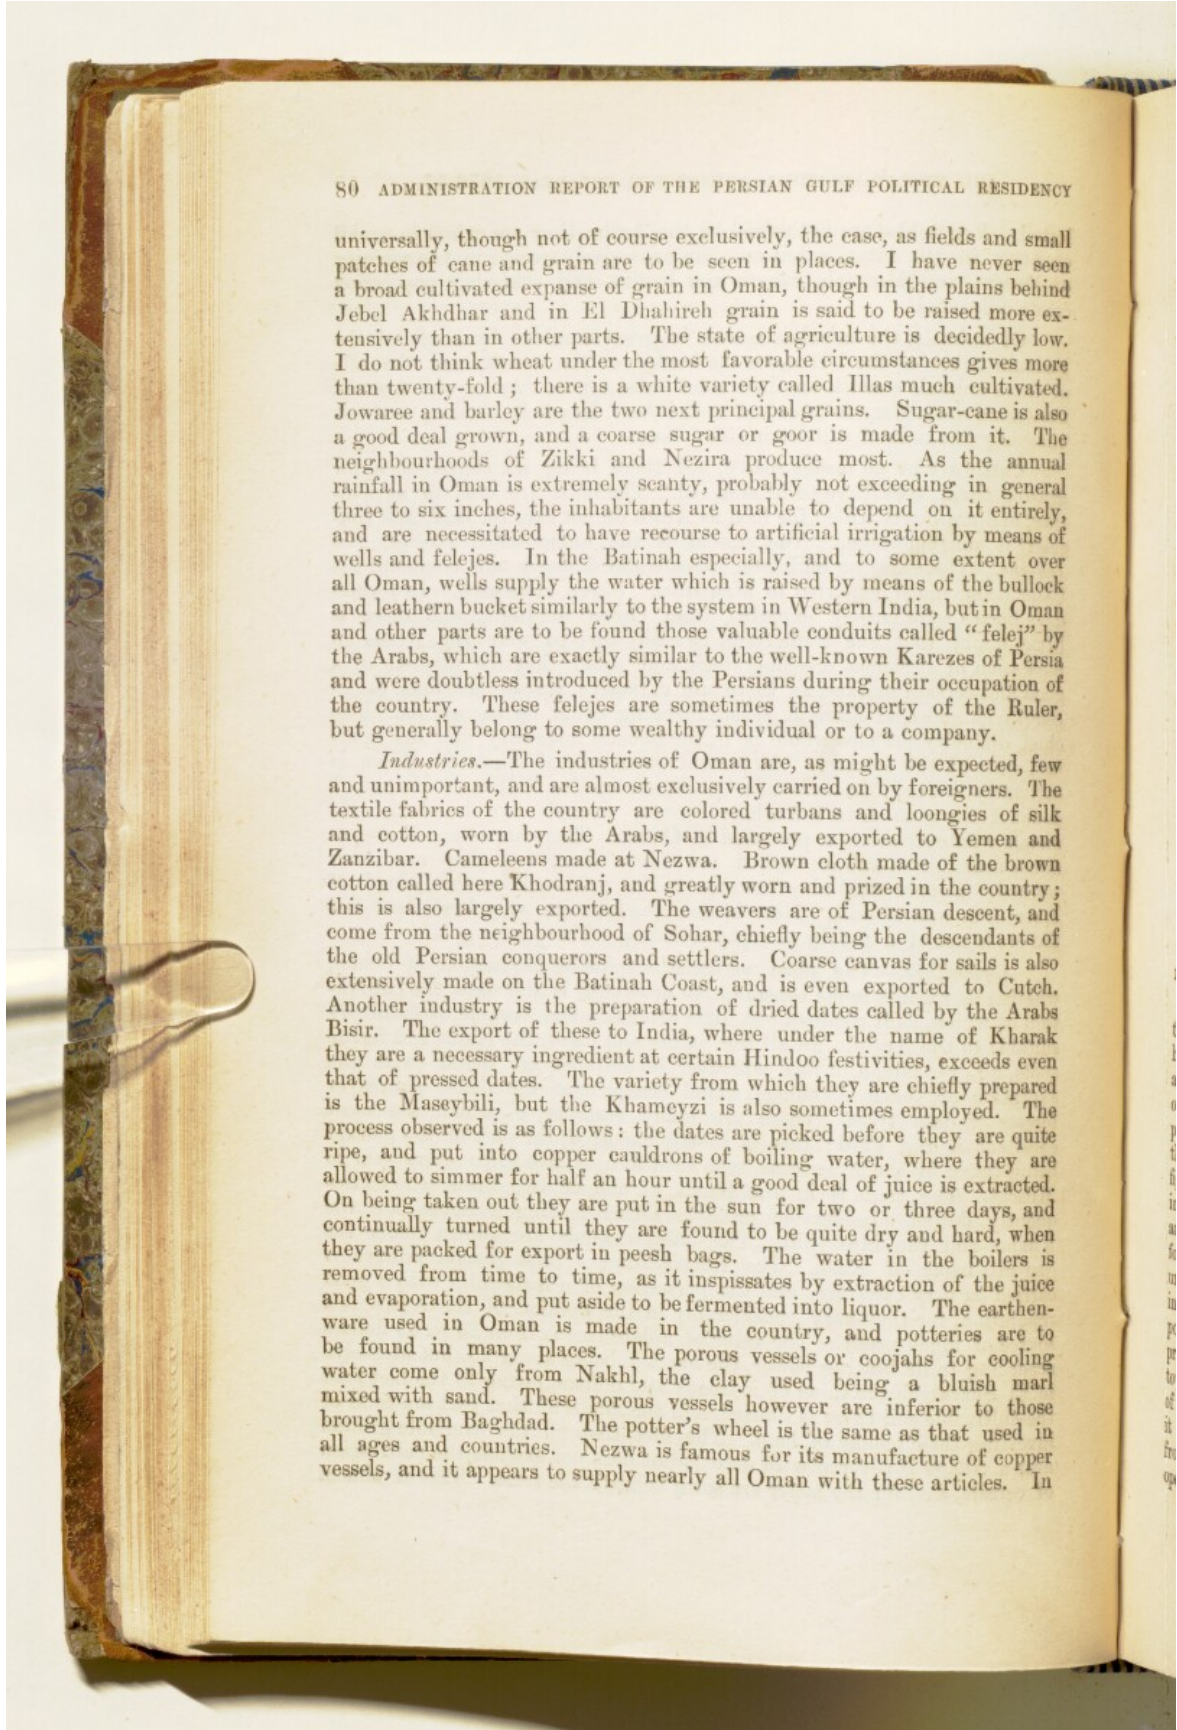 80 ADMINISTRATION REPORT OF THE PERSIAN GULF POLITICAL RESIDENCY
universally, though not of course exclusively, the case, as fields and small
patches of cane and grain are to be seen in places. I have never seen
a broad cultivated expanse of grain in Oman, though in the plains behind
Jebel Akhdhar and in El Dhahireh grain is said to be raised more ex-
tensively than in other parts. The state of agriculture is decidedly low.
I do not think wheat under the most favorable circumstances gives more
than twenty-fold; there is a white variety called Illas much cultivated.
Jowaree and barley are the two next principal grains. Sugar-cane is also
a good deal grown, and a coarse sugar or goor is made from it. The
neighbourhoods of Zikki and Nezira produce most. As the annual
rainfall in Oman is extremely scanty, probably not exceeding in general
three to six inches, the inhabitants are unable to depend on it entirely,
and are necessitated to have recourse to artificial irrigation by means of
wells and felejes. In the Batinah especially, and to some extent over
all Oman, wells supply the water which is raised by means of the bullock
and leathern bucket similarly to the system in Western India, but in Oman
and other parts are to be found those valuable conduits called "felej" by
the Arabs, which are exactly similar to the well-known Karezes of Persia
and were doubtless introduced by the Persians during their occupation of
the country. These felejes are sometimes the property of the Ruler,
but generally belong to some wealthy individual or to a company.
Industries.—The industries of Oman are, as might be expected, few
and unimportant, and are almost exclusively carried on by foreigners. The
textile fabrics of the country are colored turbans and loongies of silk
and cotton, worn by the Arabs, and largely exported to Yemen and
Zanzibar. Cameleens made at Nezwa. Brown cloth made of the brown
cotton called here Khodranj, and greatly worn and prized in the country;
this is also largely exported. The weavers are of Persian descent, and
come from the neighbourhood of Sohar, chiefly being the descendants of
the old Persian conquerors and settlers. Coarse canvas for sails is also
extensively made on the Batinah Coast, and is even exported to Cutch.
Another industry is the preparation of dried dates called by the Arabs
Bisir. The export of these to India, where under the name of Kharak
they are a necessary ingredient at certain Hindoo festivities, exceeds even
that of pressed dates. The variety from which they are chiefly prepared
is the Maseybili, but the Khameyzi is also sometimes employed. The
process observed is as follows: the dates are picked before they are quite
ripe, and put into copper cauldrons of boiling water, where they are
allowed to simmer for half an hour until a good deal of juice is extracted.
On being taken out they are put in the sun for two or three days, and
continually turned until they are found to be quite dry and hard, when
they are packed for export in peesh bags. The water in the boilers is
removed from time to time, as it inspissates by extraction of the juice
and evaporation, and put aside to be fermented into liquor. The earthen-
ware used in Oman is made in the country, and potteries are to
be found in many places. The porous vessels or coojahs for cooling
water come only from Nakhl, the clay used being a bluish marl
mixed with sand. These porous vessels however are inferior to those
brought from Baghdad. The potter's wheel is the same as that used in
all ages and countries. Nezwa is famous for its manufacture of copper
vessels, and it appears to supply nearly all Oman with these articles. In